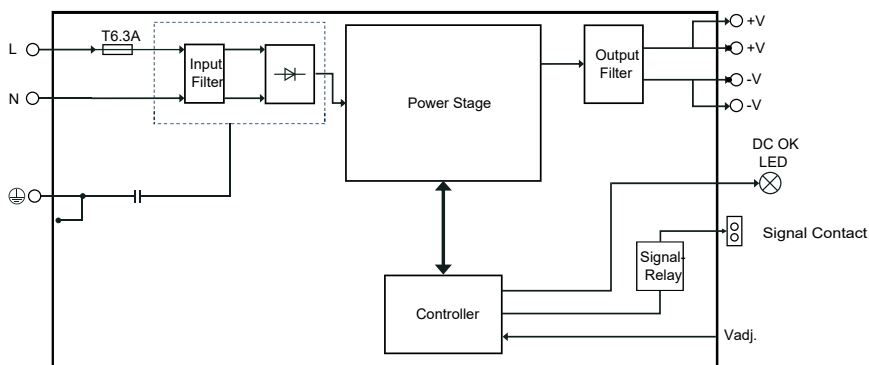 T6.3A
L
N
Input
Filter
Power Stage
Output
Filter
+V
+V
-V
-V
DC OK
LED
Signal Contact
Signal-
Relay
Controller
Vadj.